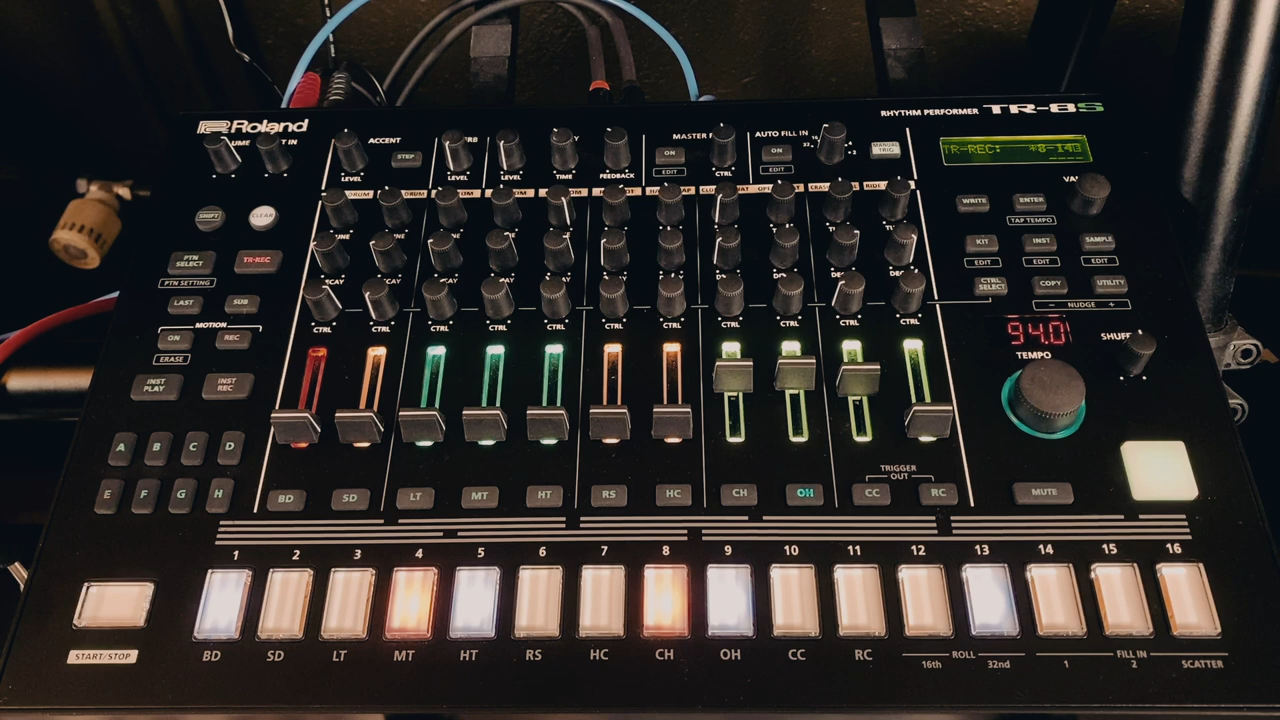 Roland
RHYTHM PERFORMER TR-8S
ACCENT
MASTER
AUTO FILL IN
STEP
ON
ON
MANUAL
TRIG
EDIT
EDIT
LEVEL
LEVEL
LEVEL
TIME
FEEDBACK
CTRL
TR-REC:
SHIFT
CLEAR
WRITE
ENTER
TAP TEMPO
PTN
SELECT
TR-REC
PTN SETTING
KIT
INST
SAMPLE
EDIT
EDIT
EDIT
LAST
SUB
CTRL
SELECT
COPY
UTILITY
− NUDGE +
MOTION
ON
REC
ERASE
CTRL
CTRL
CTRL
CTRL
CTRL
CTRL
CTRL
CTRL
CTRL
CTRL
CTRL
94.0
TEMPO
INST
PLAY
INST
REC
A
B
C
D
E
F
G
H
TRIGGER
OUT
BD
SD
LT
MT
HT
RS
HC
CH
OH
CC
RC
MUTE
1
2
3
4
5
6
7
8
9
10
11
12
13
14
15
16
START/STOP
BD
SD
LT
MT
HT
RS
HC
CH
OH
CC
RC
ROLL
16th
32nd
FILL IN
1
2
SCATTER